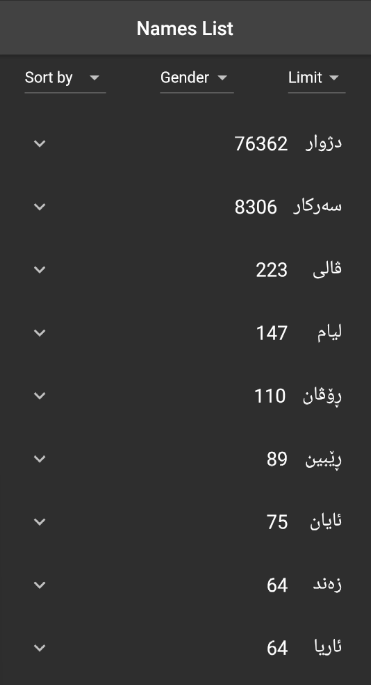 Names List
Sort by Gender Limit
دژوار 76362
سەرکار 8306
ڤالی 223
لیام 147
ڕۆڤان 110
ڕێبین 89
ئایان 75
زەند 64
ئاریا 64